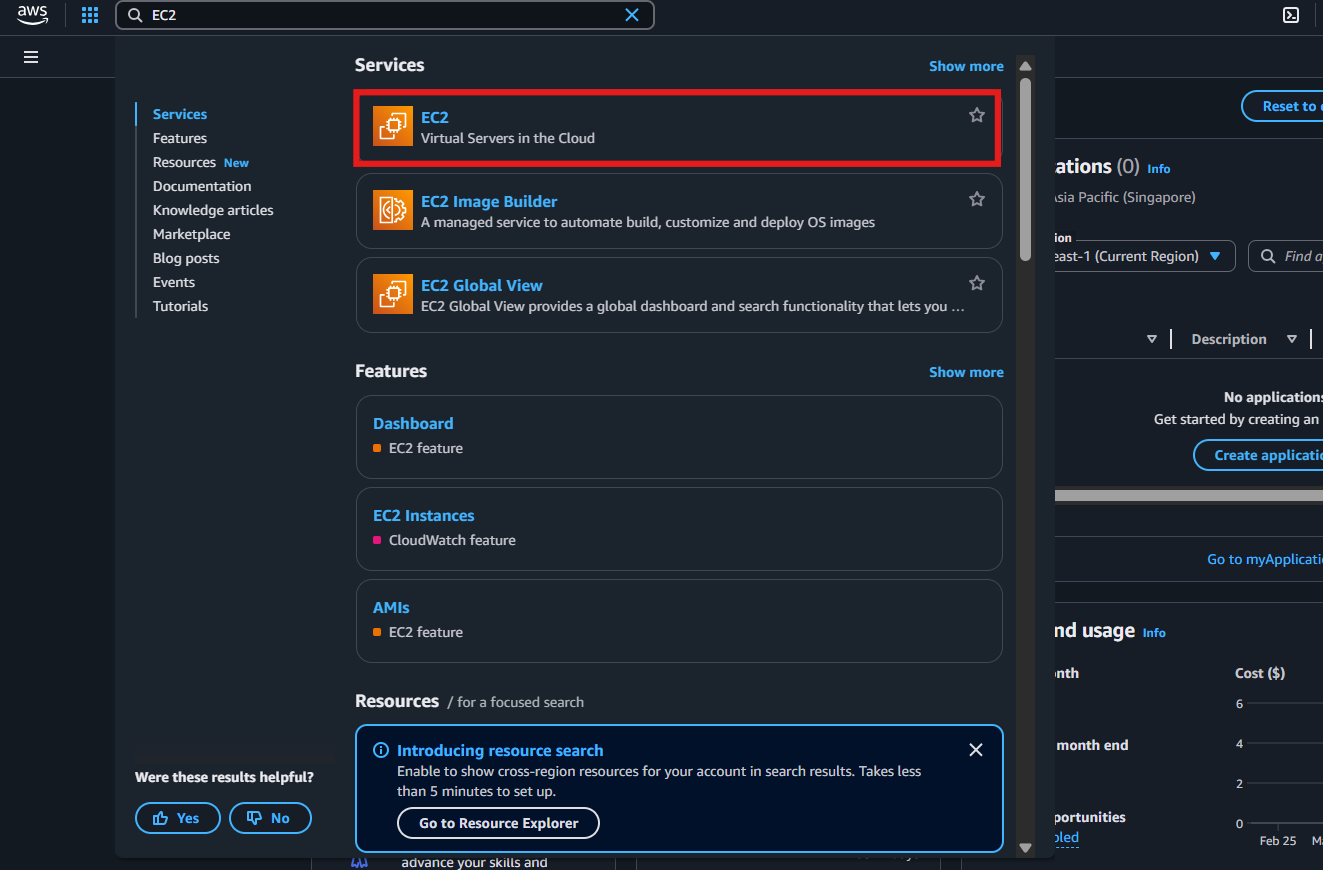 aws
EC2
Services
Features
Resources New
Documentation
Knowledge articles
Marketplace
Blog posts
Events
Tutorials
Were these results helpful?
Yes
No
Services
Show more
EC2
Virtual Servers in the Cloud
EC2 Image Builder
A managed service to automate build, customize and deploy OS images
EC2 Global View
EC2 Global View provides a global dashboard and search functionality that lets you ...
Features
Show more
Dashboard
EC2 feature
EC2 Instances
CloudWatch feature
AMIs
EC2 feature
Resources / for a focused search
Introducing resource search
Enable to show cross-region resources for your account in search results. Takes less
than 5 minutes to set up.
Go to Resource Explorer
advance your skills and
Reset to
ations (0) Info
Asia Pacific (Singapore)
ion
east-1 (Current Region)
Find a
Description
No applications
Get started by creating an
Create applicatio
Go to myApplicati
nd usage Info
onth
Cost ($)
6
month end
4
2
portunities
0
bled
Feb 25